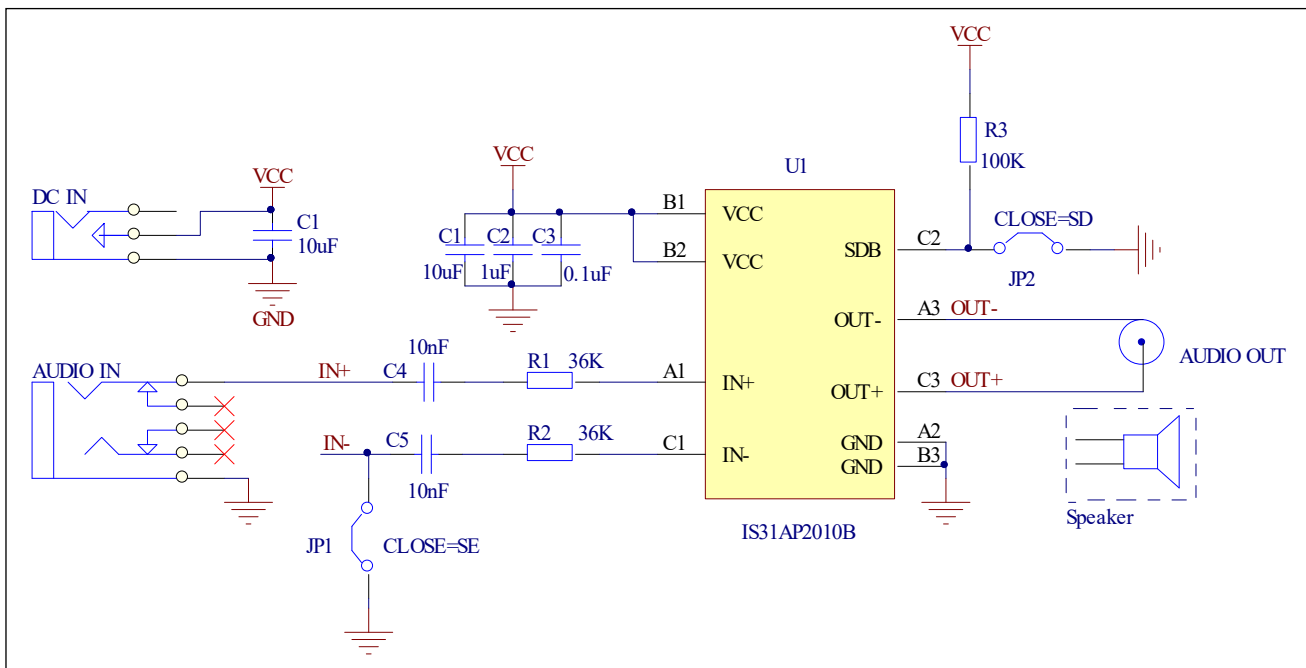 VCC
R3
100K
U1
DC IN
VCC
C1
10uF
GND
VCC
C1
C2
C3
10uF
1uF
0.1uF
B1
VCC
B2
VCC
SDB
C2
CLOSE=SD
JP2
OUT-
A3
OUT-
AUDIO OUT
AUDIO IN
IN+
10nF
C4
R1
36K
A1
IN+
OUT+
C3
OUT+
IN-
C5
10nF
R2
36K
C1
IN-
GND
A2
GND
B3
Speaker
JP1
CLOSE=SE
IS31AP2010B